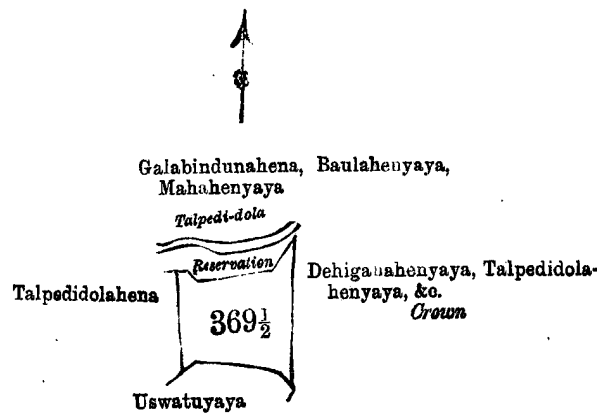 Galabindunahena, Baulahenyaya,
Mahahenyaya
Talpedi-dola
Reservation
Talpedidolahena
Dehiganahenyaya, Talpedidola-
henyaya, &c.
Crown
369½
Uswatuyaya